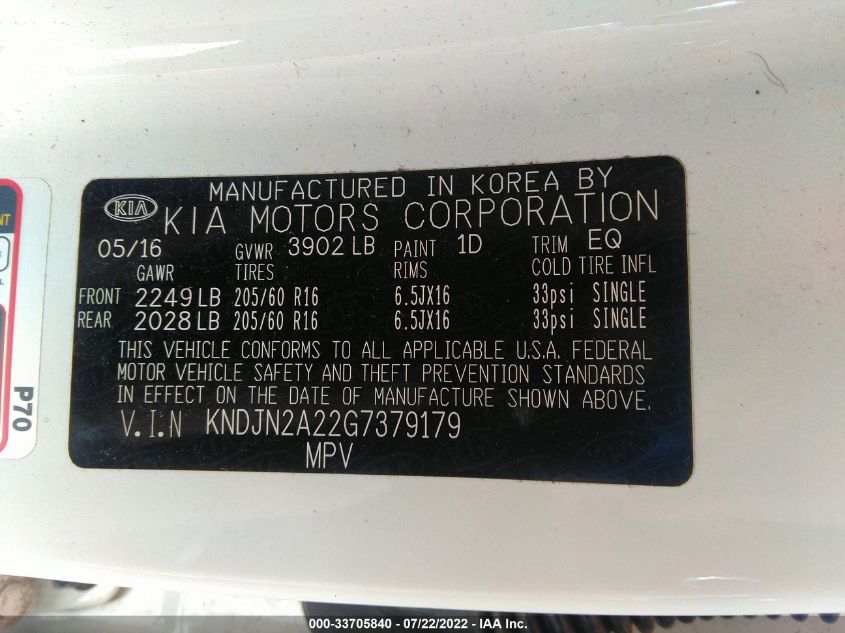 MANUFACTURED IN KOREA BY
KIA KIA MOTORS CORPORATION
05/16 GVWR 3902 LB PAINT 1D TRIM EQ
GAWR TIRES RIMS COLD TIRE INFL
FRONT 2249 LB 205/60 R16 6.5JX16 33psi SINGLE
REAR 2028 LB 205/60 R16 6.5JX16 33psi SINGLE
THIS VEHICLE CONFORMS TO ALL APPLICABLE U.S.A. FEDERAL
MOTOR VEHICLE SAFETY AND THEFT PREVENTION STANDARDS
IN EFFECT ON THE DATE OF MANUFACTURE SHOWN ABOVE.
V.I.N KNDJN2A22G7379179
MPV
P70
000-33705840 - 07/22/2022 - IAA Inc.